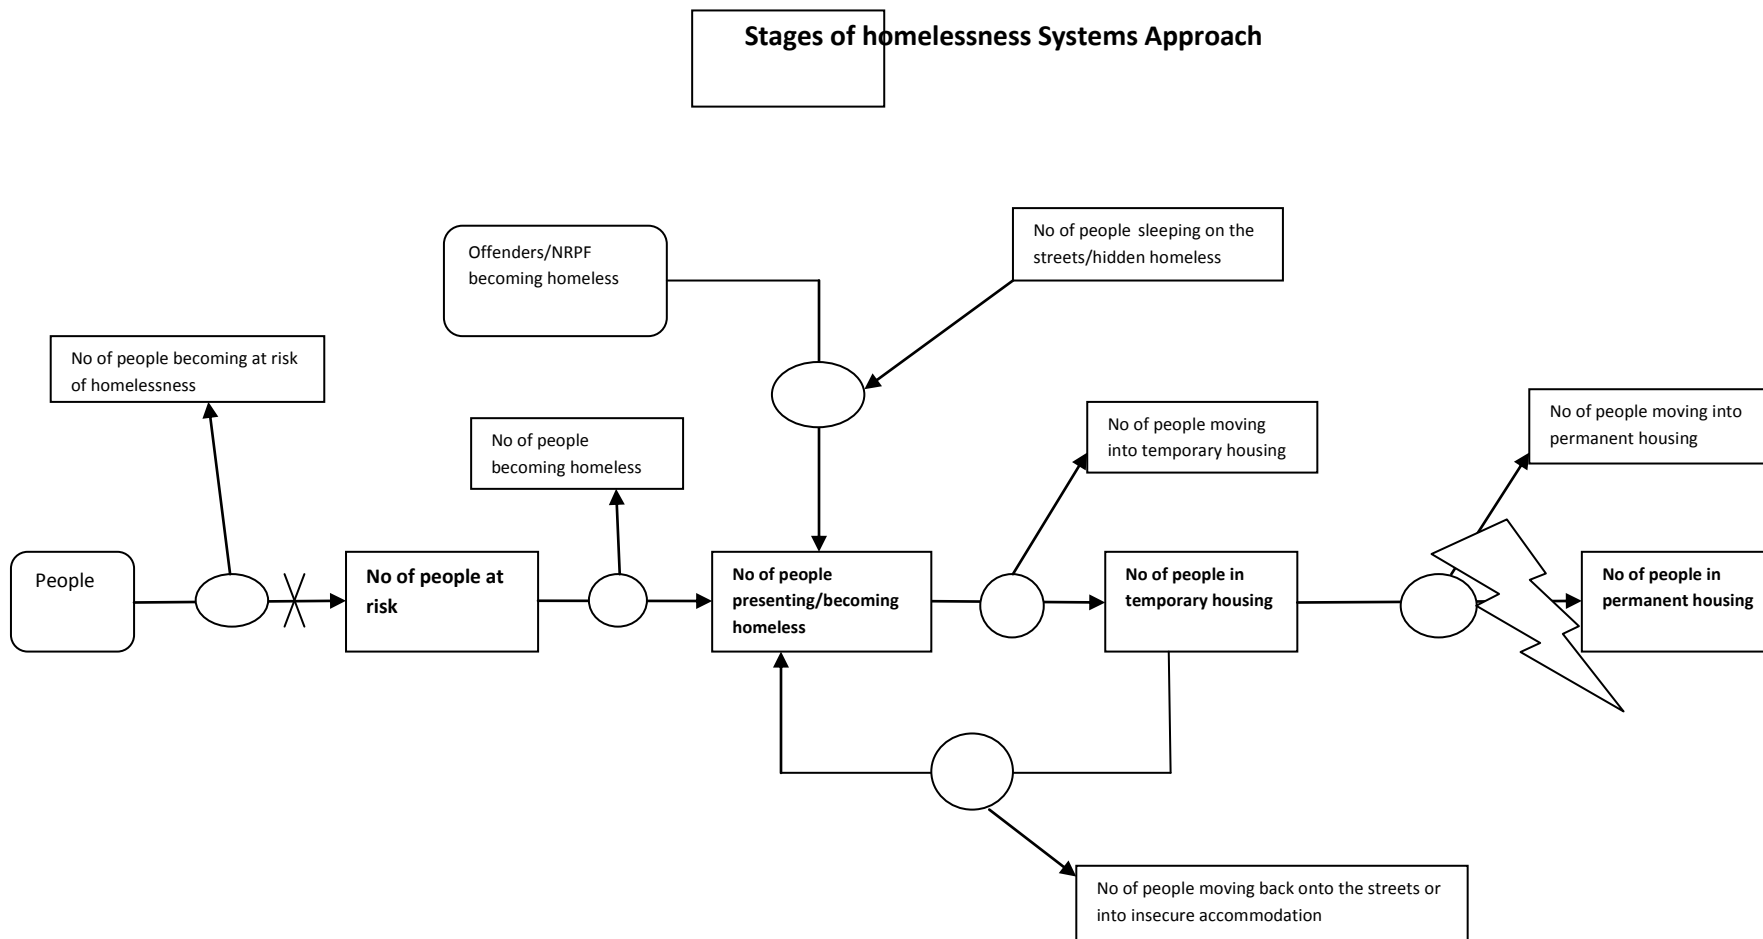 Stages of homelessness Systems Approach
No of people sleeping on the
streets/hidden homeless
Offenders/NRPF
becoming homeless
No of people becoming at risk
of homelessness
No of people
becoming homeless
No of people moving
into temporary housing
No of people moving into
permanent housing
People
No of people at
risk
No of people
presenting/becoming
homeless
No of people in
temporary housing
No of people in
permanent housing
No of people moving back onto the streets or
into insecure accommodation